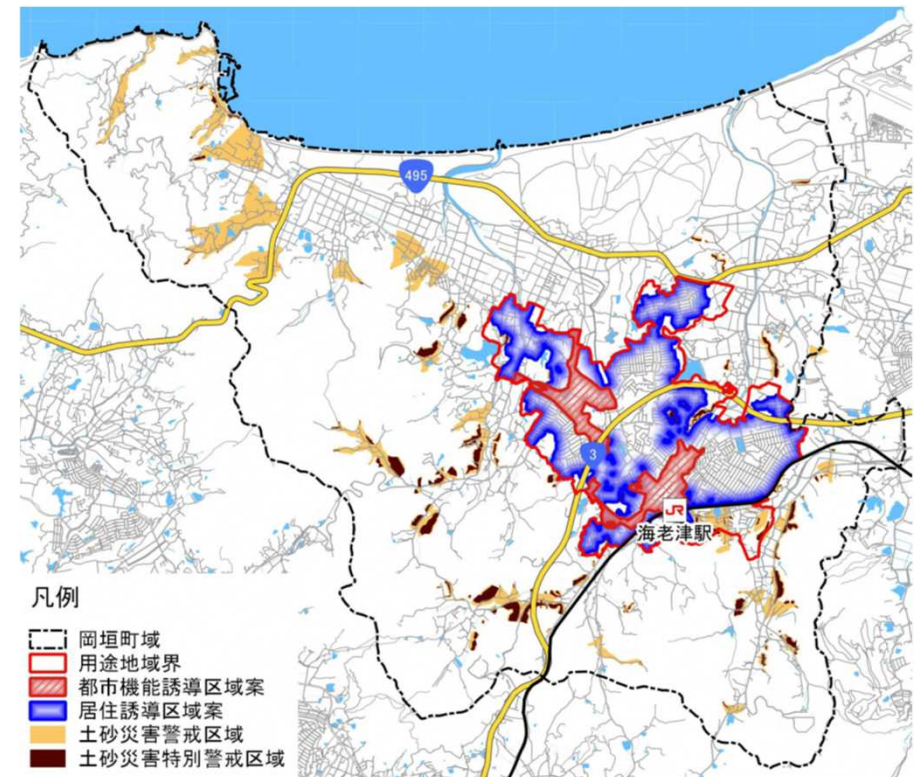 495
3
JR
海老津駅
凡例
岡垣町域
用途地域界
都市機能誘導区域案
居住誘導区域案
土砂災害警戒区域
土砂災害特別警戒区域